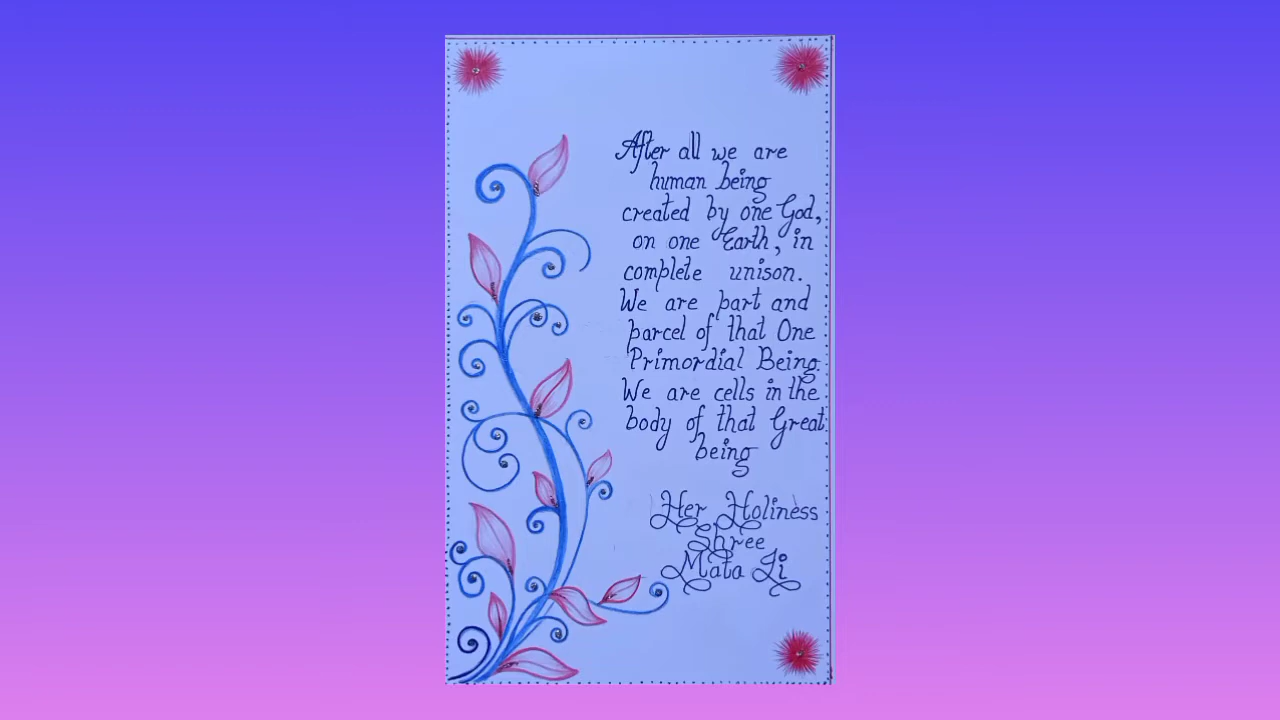 After all we are
human being
created by one God,
on one Earth, in
complete unison.
We are part and
parcel of that One
Primordial Being.
We are cells in the
body of that Great
being
Her Holiness
Shree
Mata Ji